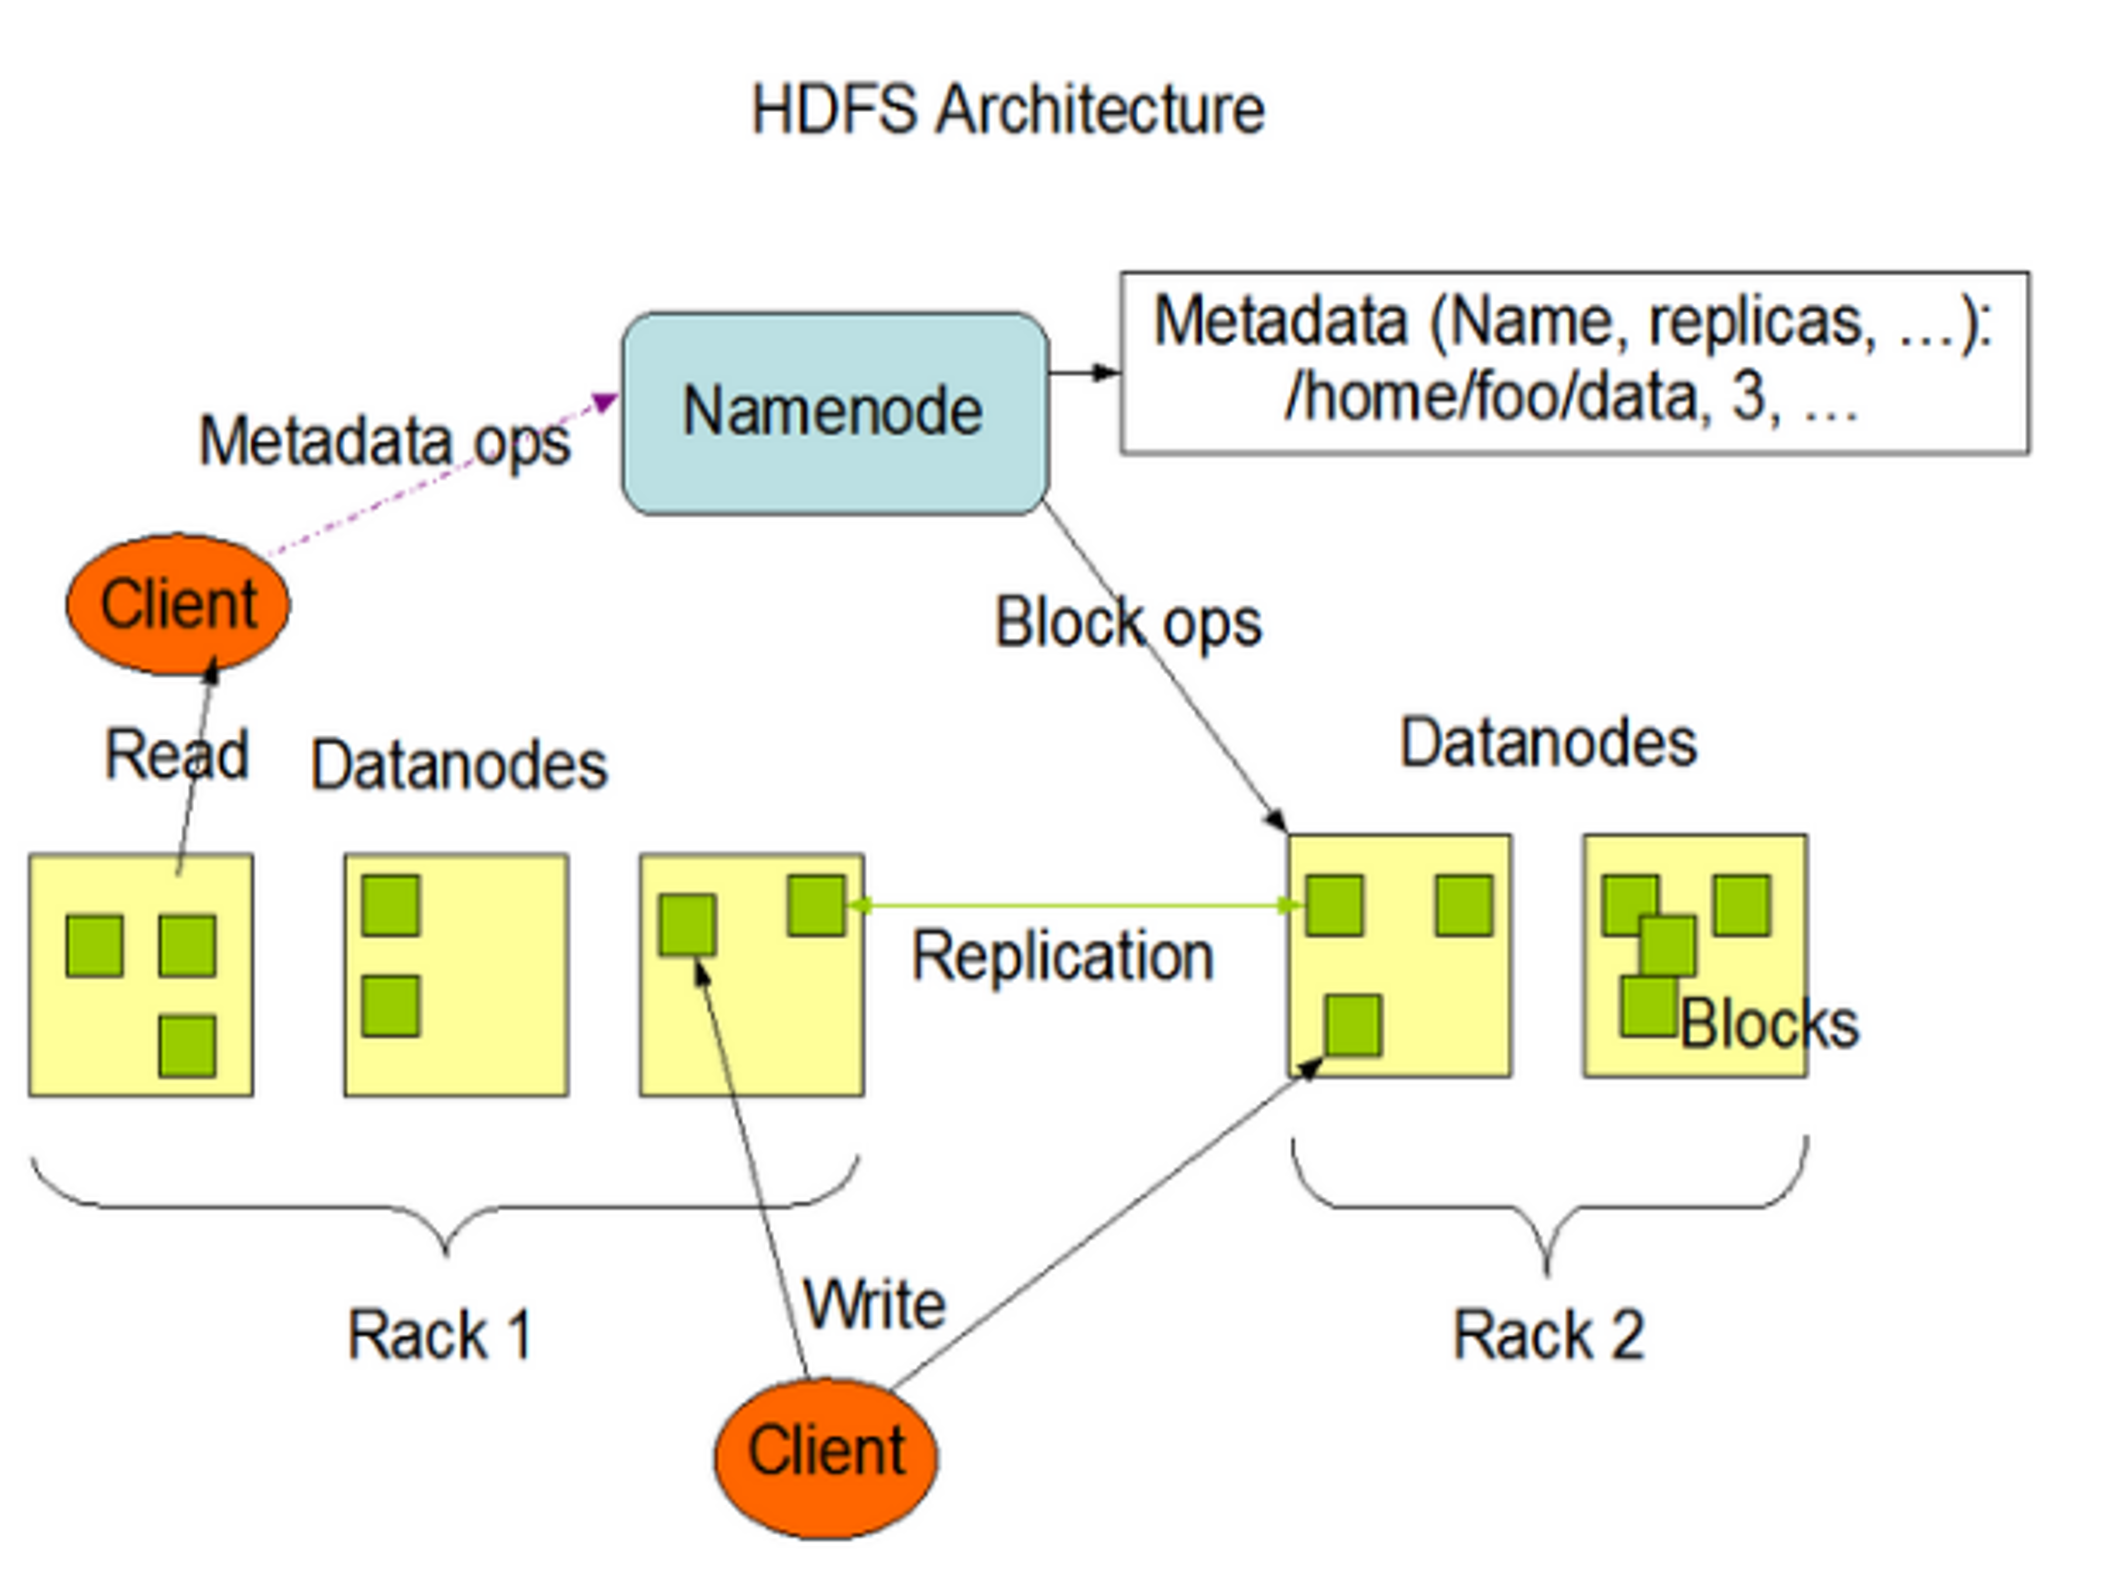 HDFS Architecture
Metadata (Name, replicas, ...):
/home/foo/data, 3, ...
Namenode
Metadata ops
Client
Block ops
Read
Datanodes
Datanodes
Replication
Blocks
Rack 1
Write
Rack 2
Client